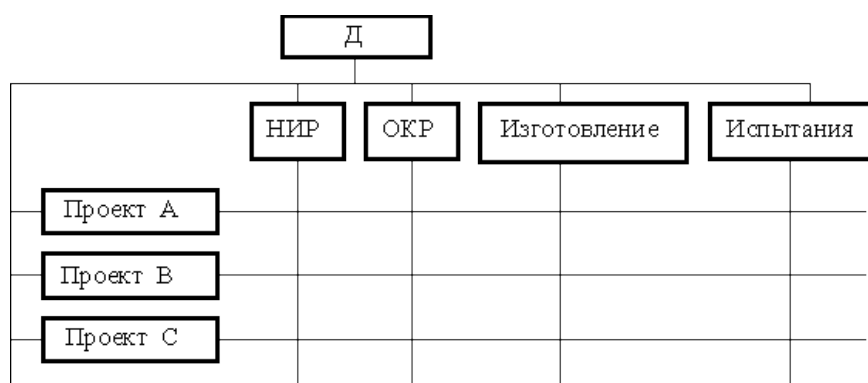 Д
НИР
ОКР
Изготовление
Испытания
Проект А
Проект В
Проект С